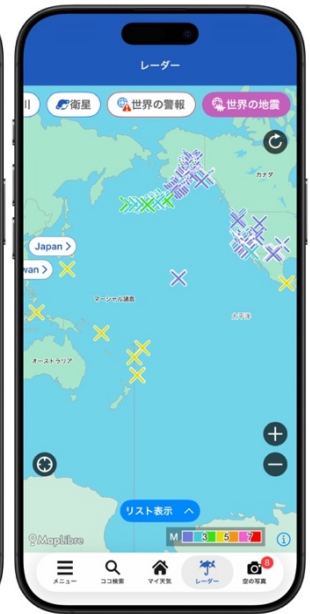 レーダー
川
衛星
世界の警報
世界の地震
カナダ
Japan >
wan >
マーシャル諸島
太平洋
オーストラリア
リスト表示
MapLibre
M 3 5 7
メニュー
ココ検索
マイ天気
レーダー
空の写真
8